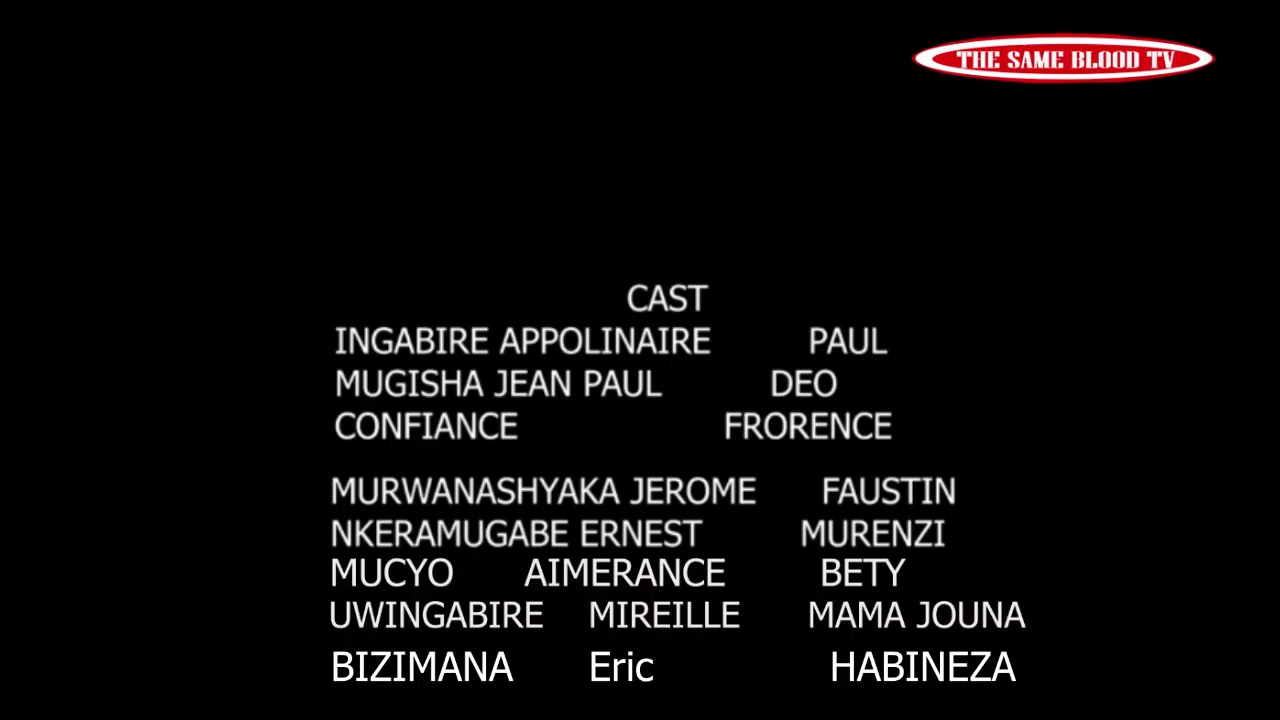 THE SAME BLOOD TV
CAST
INGABIRE APPOLINAIRE PAUL
MUGISHA JEAN PAUL DEO
CONFIANCE FRORENCE
MURWANASHYAKA JEROME FAUSTIN
NKERAMUGABE ERNEST MURENZI
MUCYO AIMERANCE BETY
UWINGABIRE MIREILLE MAMA JOUNA
BIZIMANA Eric HABINEZA